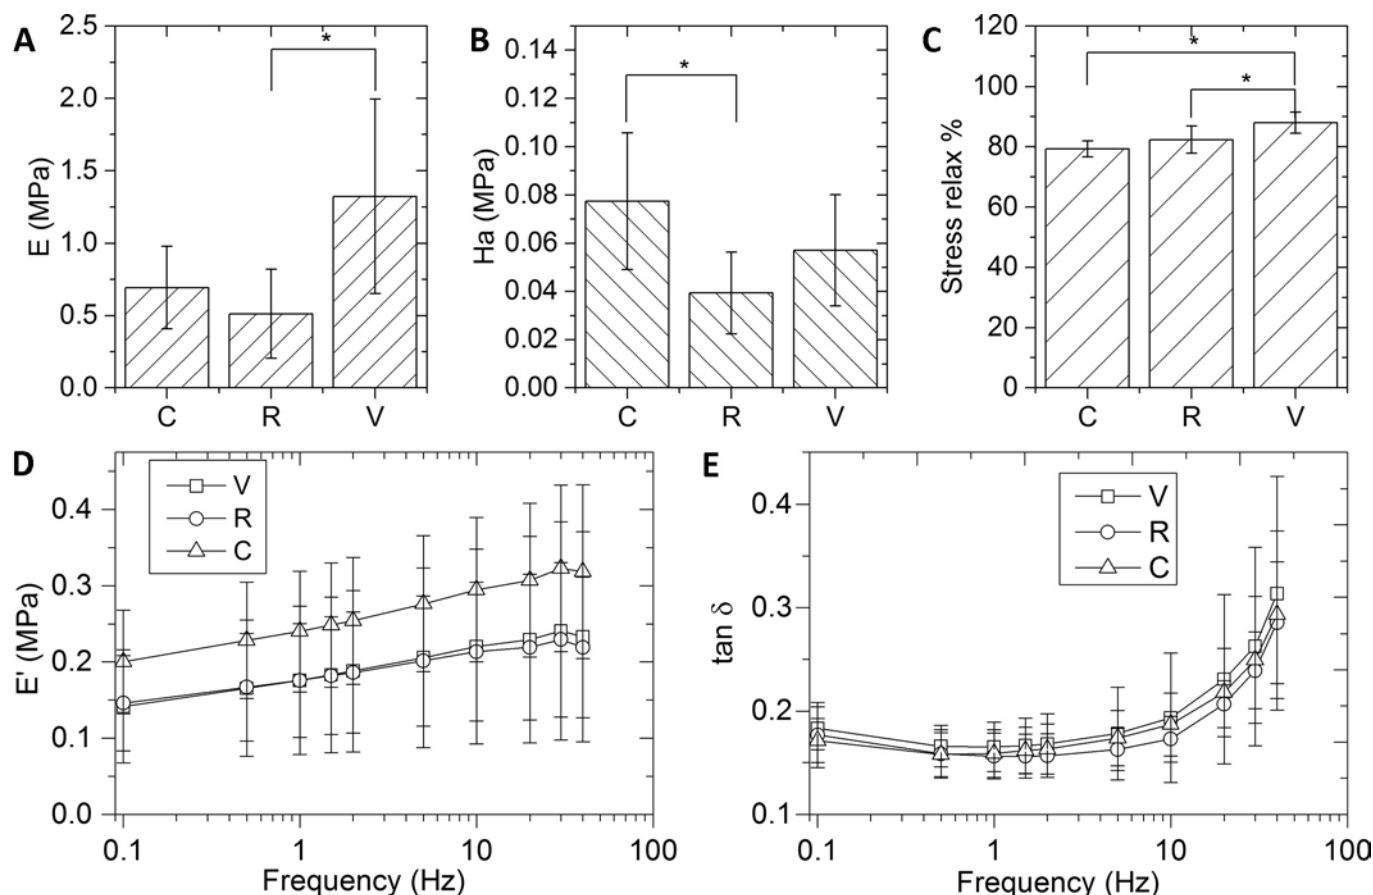 A
E (MPa)
2.5
2.0
1.5
1.0
0.5
0.0
*
C R V
B
Ha (MPa)
0.14
0.12
0.10
0.08
0.06
0.04
0.02
0.00
*
C R V
C
Stress relax %
120
100
80
60
40
20
0
*
*
C R V
D
E' (MPa)
0.4
0.3
0.2
0.1
0.0
V
R
C
0.1 1 10 100
Frequency (Hz)
E
tan δ
0.4
0.3
0.2
0.1
V
R
C
0.1 1 10 100
Frequency (Hz)